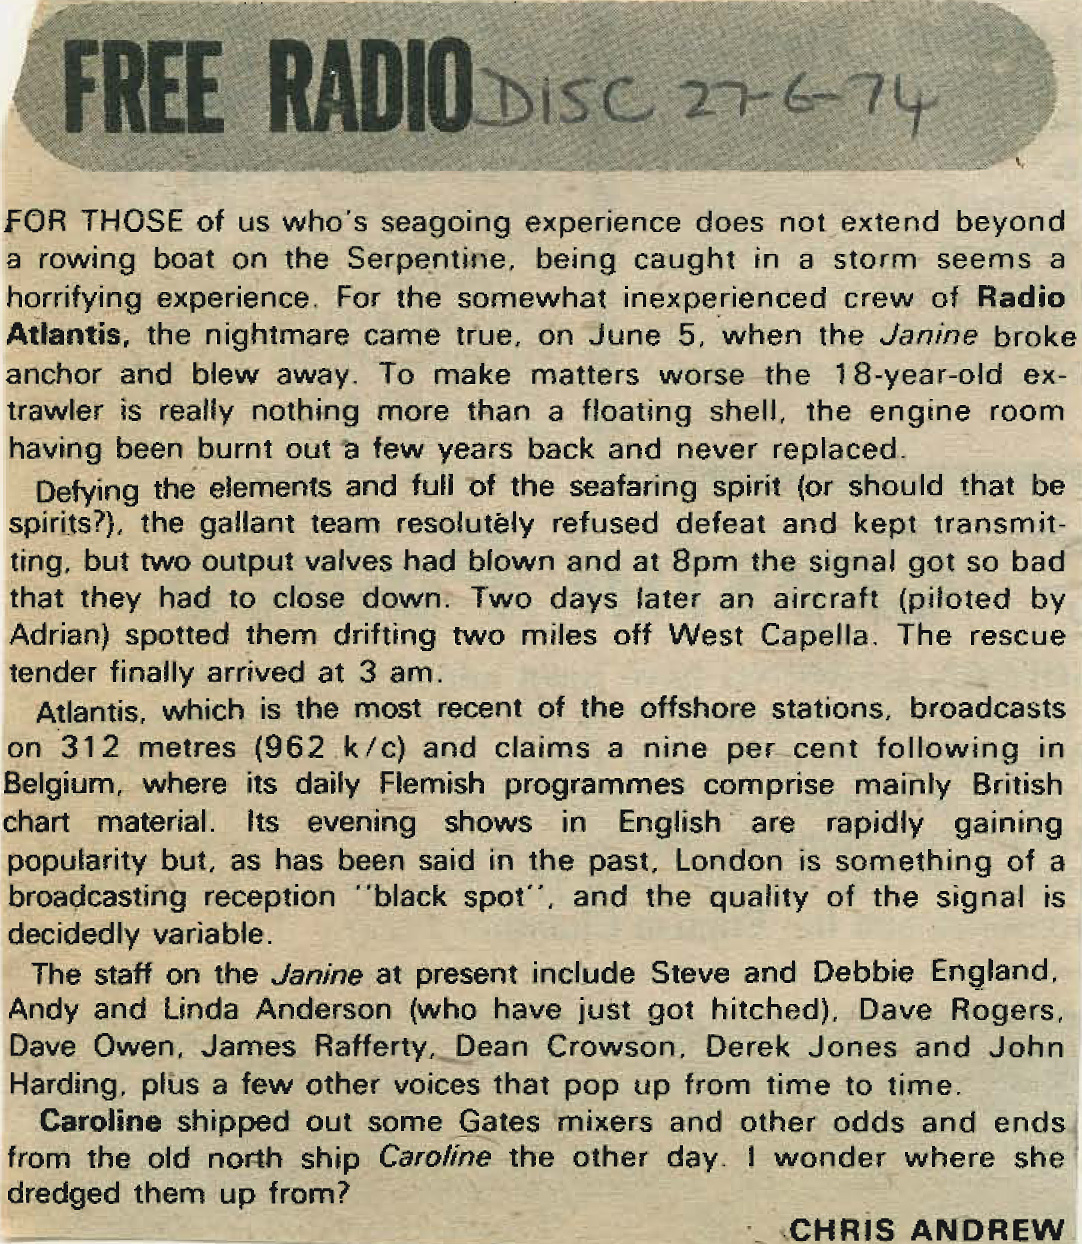 FREE RADIO DISC 27-6-74
FOR THOSE of us who's seagoing experience does not extend beyond
a rowing boat on the Serpentine, being caught in a storm seems a
horrifying experience. For the somewhat inexperienced crew of Radio
Atlantis, the nightmare came true, on June 5, when the Janine broke
anchor and blew away. To make matters worse the 18-year-old ex-
trawler is really nothing more than a floating shell, the engine room
having been burnt out a few years back and never replaced.
Defying the elements and full of the seafaring spirit (or should that be
spirits?), the gallant team resolutely refused defeat and kept transmit-
ting, but two output valves had blown and at 8pm the signal got so bad
that they had to close down. Two days later an aircraft (piloted by
Adrian) spotted them drifting two miles off West Capella. The rescue
tender finally arrived at 3 am.
Atlantis, which is the most recent of the offshore stations, broadcasts
on 312 metres (962 k/c) and claims a nine per cent following in
Belgium, where its daily Flemish programmes comprise mainly British
chart material. Its evening shows in English are rapidly gaining
popularity but, as has been said in the past, London is something of a
broadcasting reception "black spot", and the quality of the signal is
decidedly variable.
The staff on the Janine at present include Steve and Debbie England,
Andy and Linda Anderson (who have just got hitched), Dave Rogers,
Dave Owen, James Rafferty, Dean Crowson, Derek Jones and John
Harding, plus a few other voices that pop up from time to time.
Caroline shipped out some Gates mixers and other odds and ends
from the old north ship Caroline the other day. I wonder where she
dredged them up from?
CHRIS ANDREW